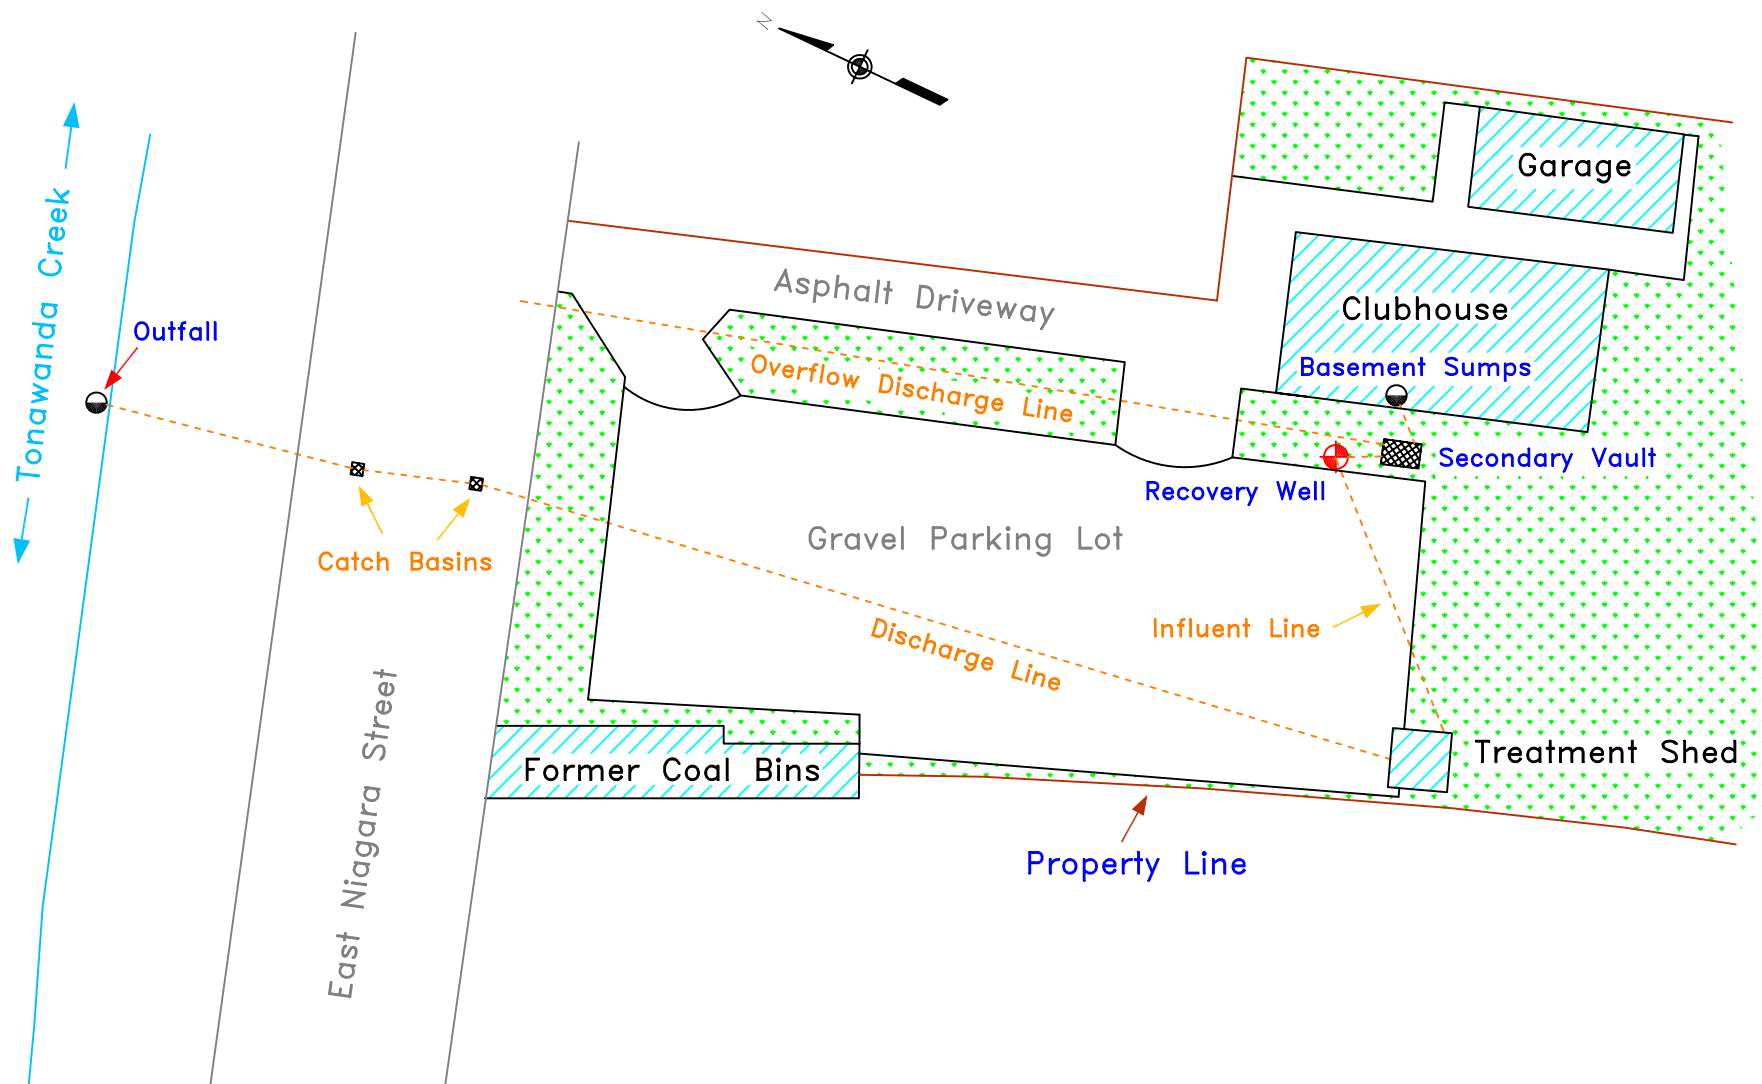 N
Garage
Tonawanda Creek
Asphalt Driveway
Clubhouse
Outfall
Basement Sumps
Overflow Discharge Line
Secondary Vault
Recovery Well
Gravel Parking Lot
Catch Basins
Influent Line
Discharge Line
Treatment Shed
Former Coal Bins
East Niagara Street
Property Line